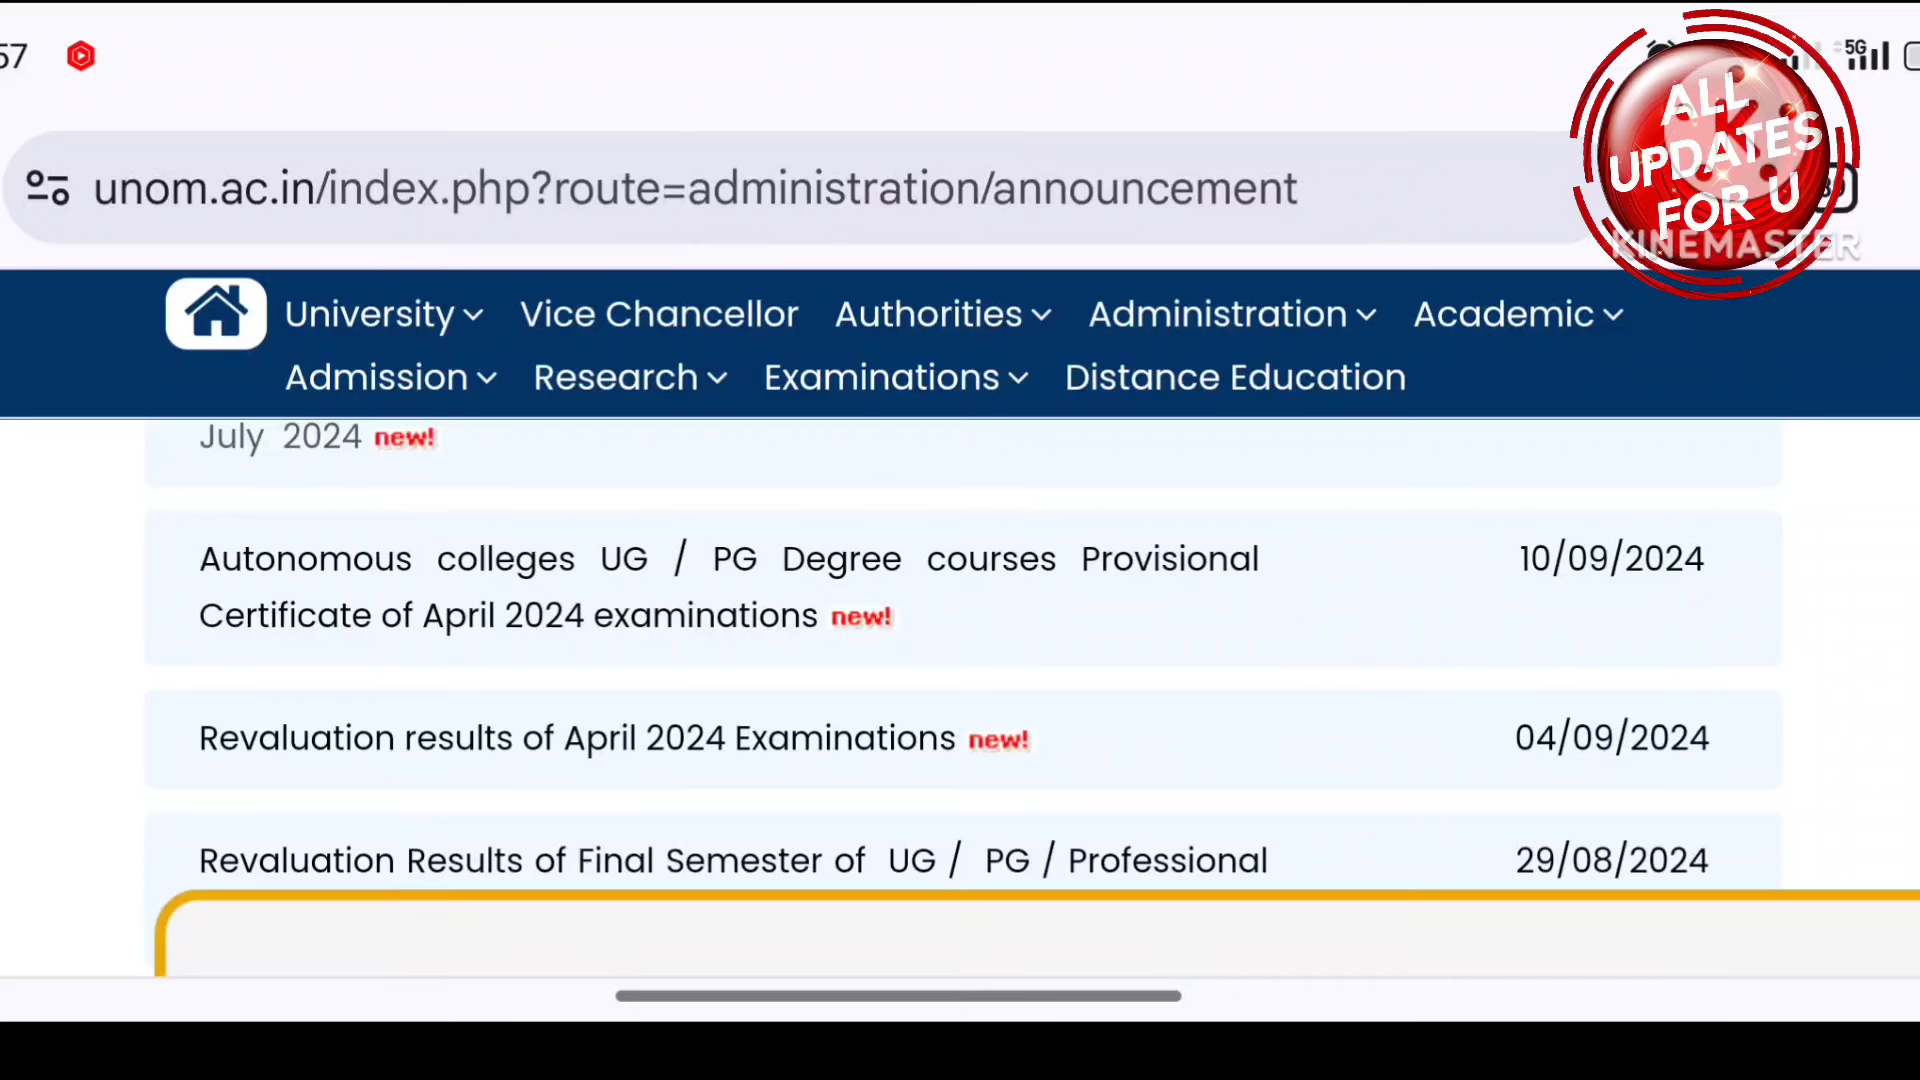 57
5G
unom.ac.in/index.php?route=administration/announcement
ALL
UPDATES
FOR U
KINEMASTER
University Vice Chancellor Authorities Administration Academic
Admission Research Examinations Distance Education
July 2024 new!
Autonomous colleges UG / PG Degree courses Provisional 10/09/2024
Certificate of April 2024 examinations new!
Revaluation results of April 2024 Examinations new! 04/09/2024
Revaluation Results of Final Semester of UG / PG / Professional 29/08/2024